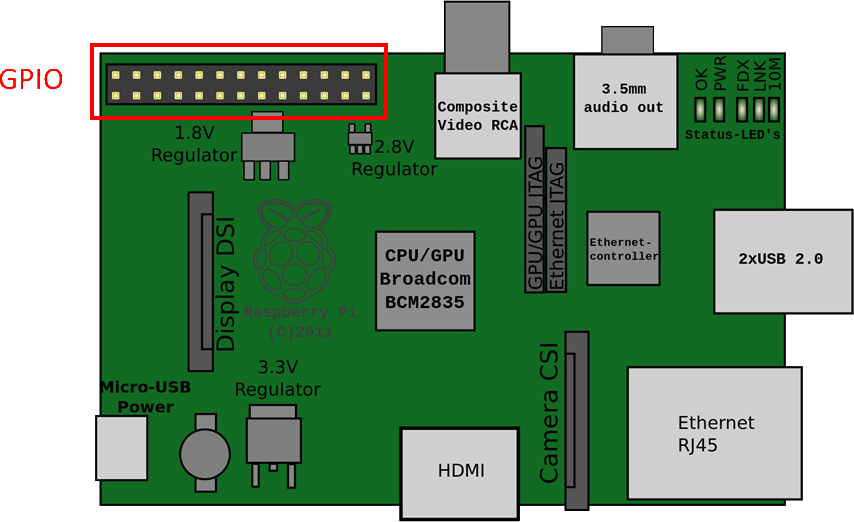 GPIO
1.8V
Regulator
2.8V
Regulator
Composite
Video RCA
3.5mm
audio out
OK
PWR
FDX
LNK
10M
Status-LED's
Display DSI
Raspberry Pi
(C)2011
CPU/GPU
Broadcom
BCM2835
GPU/GPU ITAG
Ethernet ITAG
Ethernet-
controller
2xUSB 2.0
Micro-USB
Power
3.3V
Regulator
HDMI
Camera CSI
Ethernet
RJ45